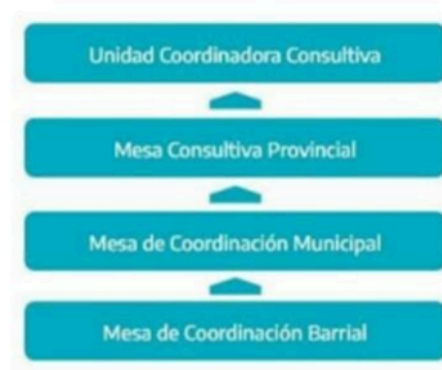 Unidad Coordinadora Consultiva
Mesa Consultiva Provincial
Mesa de Coordinación Municipal
Mesa de Coordinación Barrial